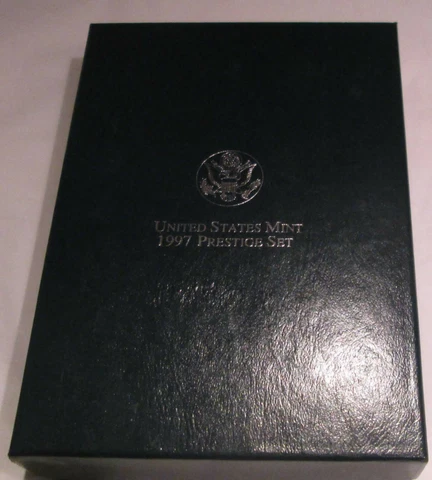 UNITED STATES MINT
1997 PRESTIGE SET